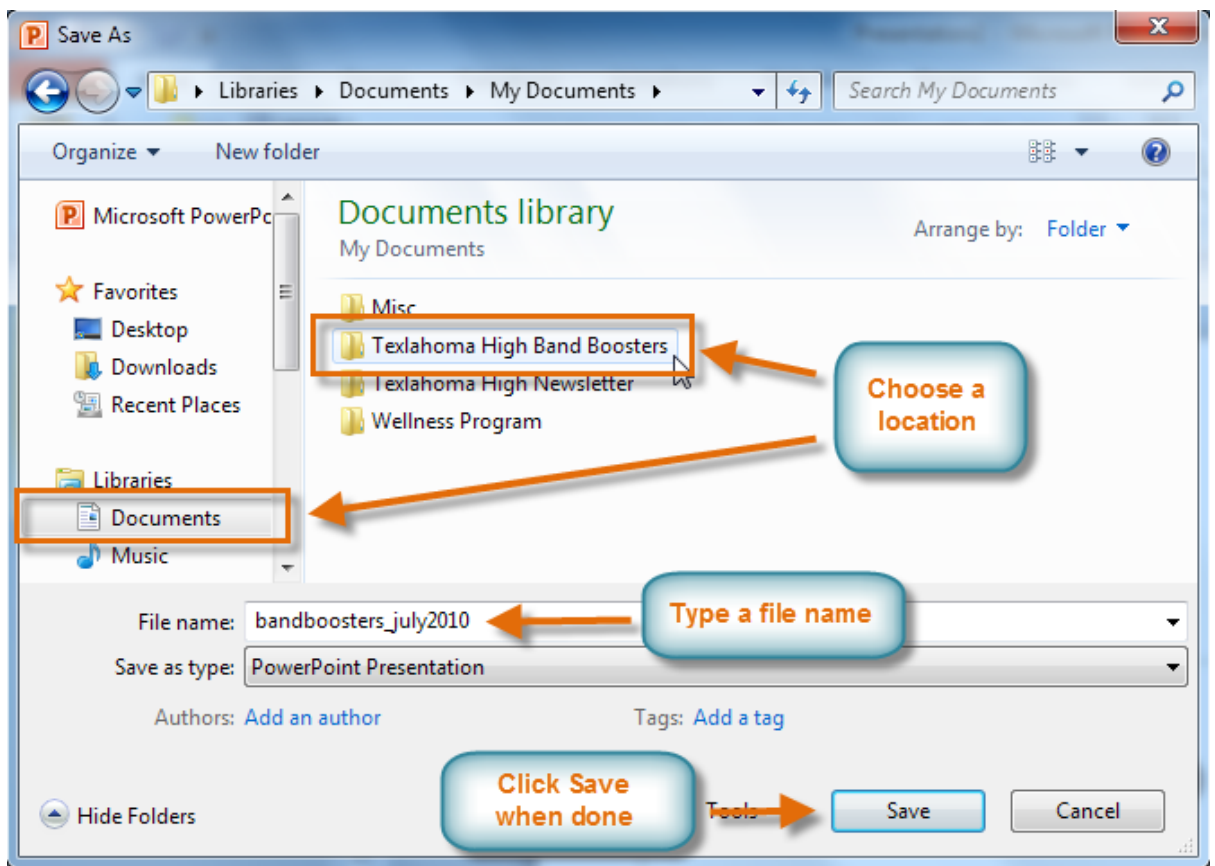 Save As
Libraries Documents My Documents
Search My Documents
Organize New folder
Microsoft PowerPc
Documents library
My Documents
Arrange by: Folder
Favorites
Desktop
Downloads
Recent Places
Libraries
Documents
Music
Misc
Texlahoma High Band Boosters
Texlahoma High Newsletter
Wellness Program
Choose a
location
File name: bandboosters_july2010
Type a file name
Save as type: PowerPoint Presentation
Authors: Add an author Tags: Add a tag
Click Save
when done
Hide Folders Tools Save Cancel